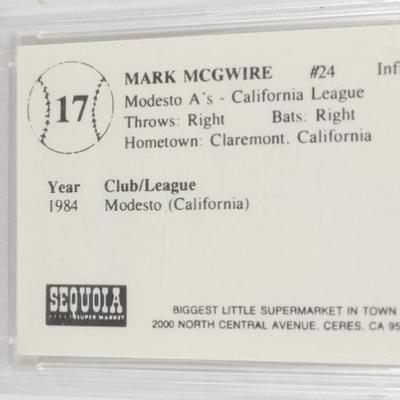 17
MARK MCGWIRE #24 Inf
Modesto A's - California League
Throws: Right Bats: Right
Hometown: Claremont, California
Year Club/League
1984 Modesto (California)
SEQUOIA
SUPER MARKET
BIGGEST LITTLE SUPERMARKET IN TOWN
2000 NORTH CENTRAL AVENUE, CERES, CA 95